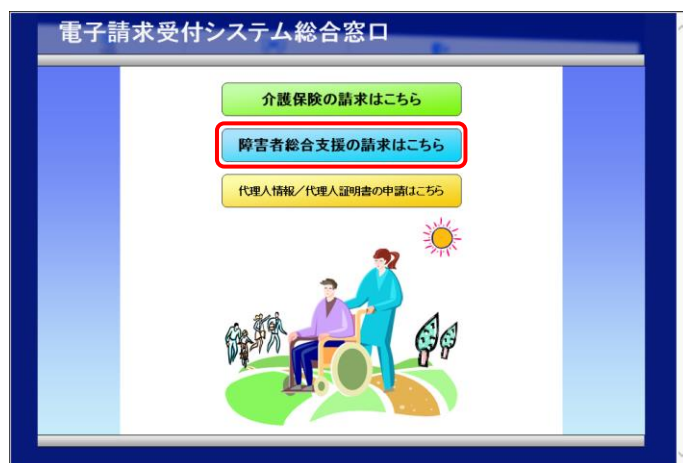 電子請求受付システム総合窓口
介護保険の請求はこちら
障害者総合支援の請求はこちら
代理人情報／代理人証明書の申請はこちら